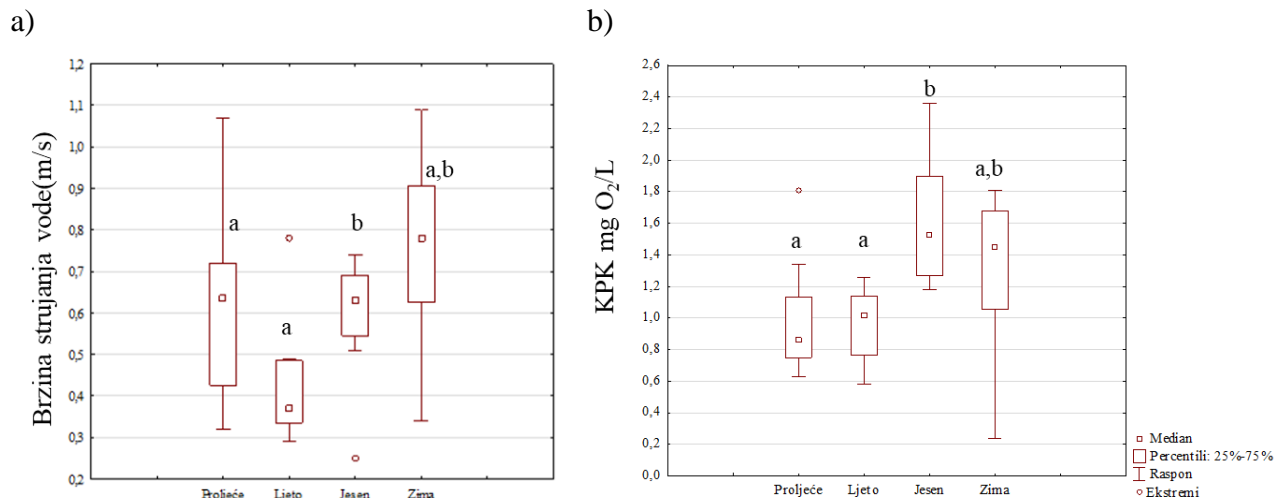 a)
Brzina strujanja vode(m/s)
1,2
1,1
1,0
0,9
0,8
0,7
0,6
0,5
0,4
0,3
0,2
a
a
b
a,b
Proljeće
Ljeto
Jesen
Zima
b)
KPK mg O₂/L
2,6
2,4
2,2
2,0
1,8
1,6
1,4
1,2
1,0
0,8
0,6
0,4
0,2
0,0
a
a
b
a,b
Proljeće
Ljeto
Jesen
Zima
Median
Percentili: 25%-75%
Raspon
Ekstremi